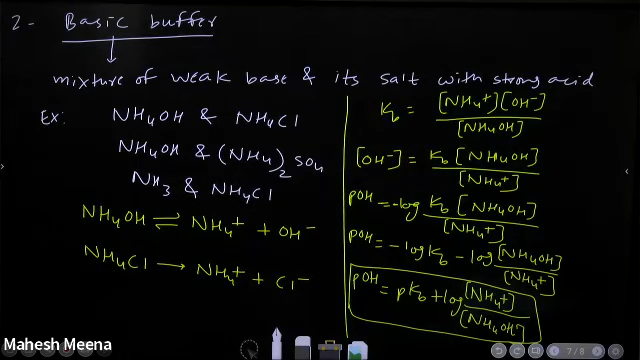 2 - Basic buffer
mixture of weak base & its salt with strong acid
Ex: NH4OH & NH4Cl
NH4OH & (NH4)2 SO4
NH3 & NH4Cl
NH4OH ⇌ NH4+ + OH-
NH4Cl → NH4+ + Cl-
Kb = [NH4+][OH-] / [NH4OH]
[OH-] = Kb [NH4OH] / [NH4+]
pOH = -log Kb [NH4OH] / [NH4+]
pOH = -log Kb - log [NH4OH] / [NH4+]
pOH = pKb + log [NH4+] / [NH4OH]
Mahesh Meena
7 / 8